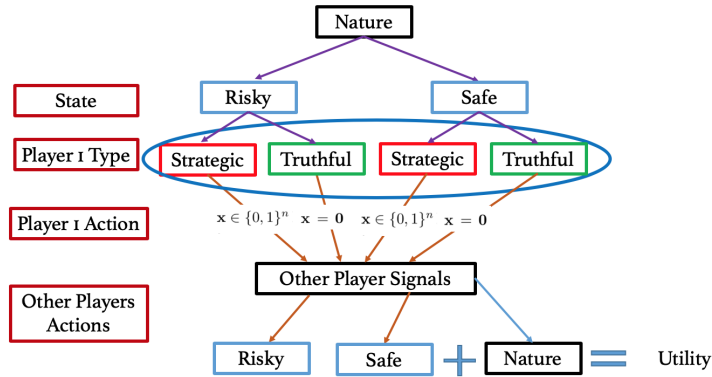 Nature
State
Risky
Safe
Player 1 Type
Strategic
Truthful
Strategic
Truthful
Player 1 Action
x ∈ {0, 1}ⁿ
x = 0
x ∈ {0, 1}ⁿ
x = 0
Other Player Signals
Other Players
Actions
Risky
Safe
+
Nature
=
Utility